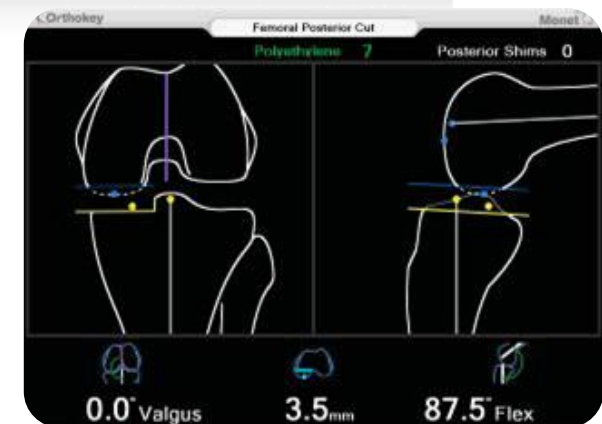 Orthokey
Femoral Posterior Cut
Monet
Polyethylene 7
Posterior Shims 0
0.0° Valgus
3.5mm
87.5° Flex